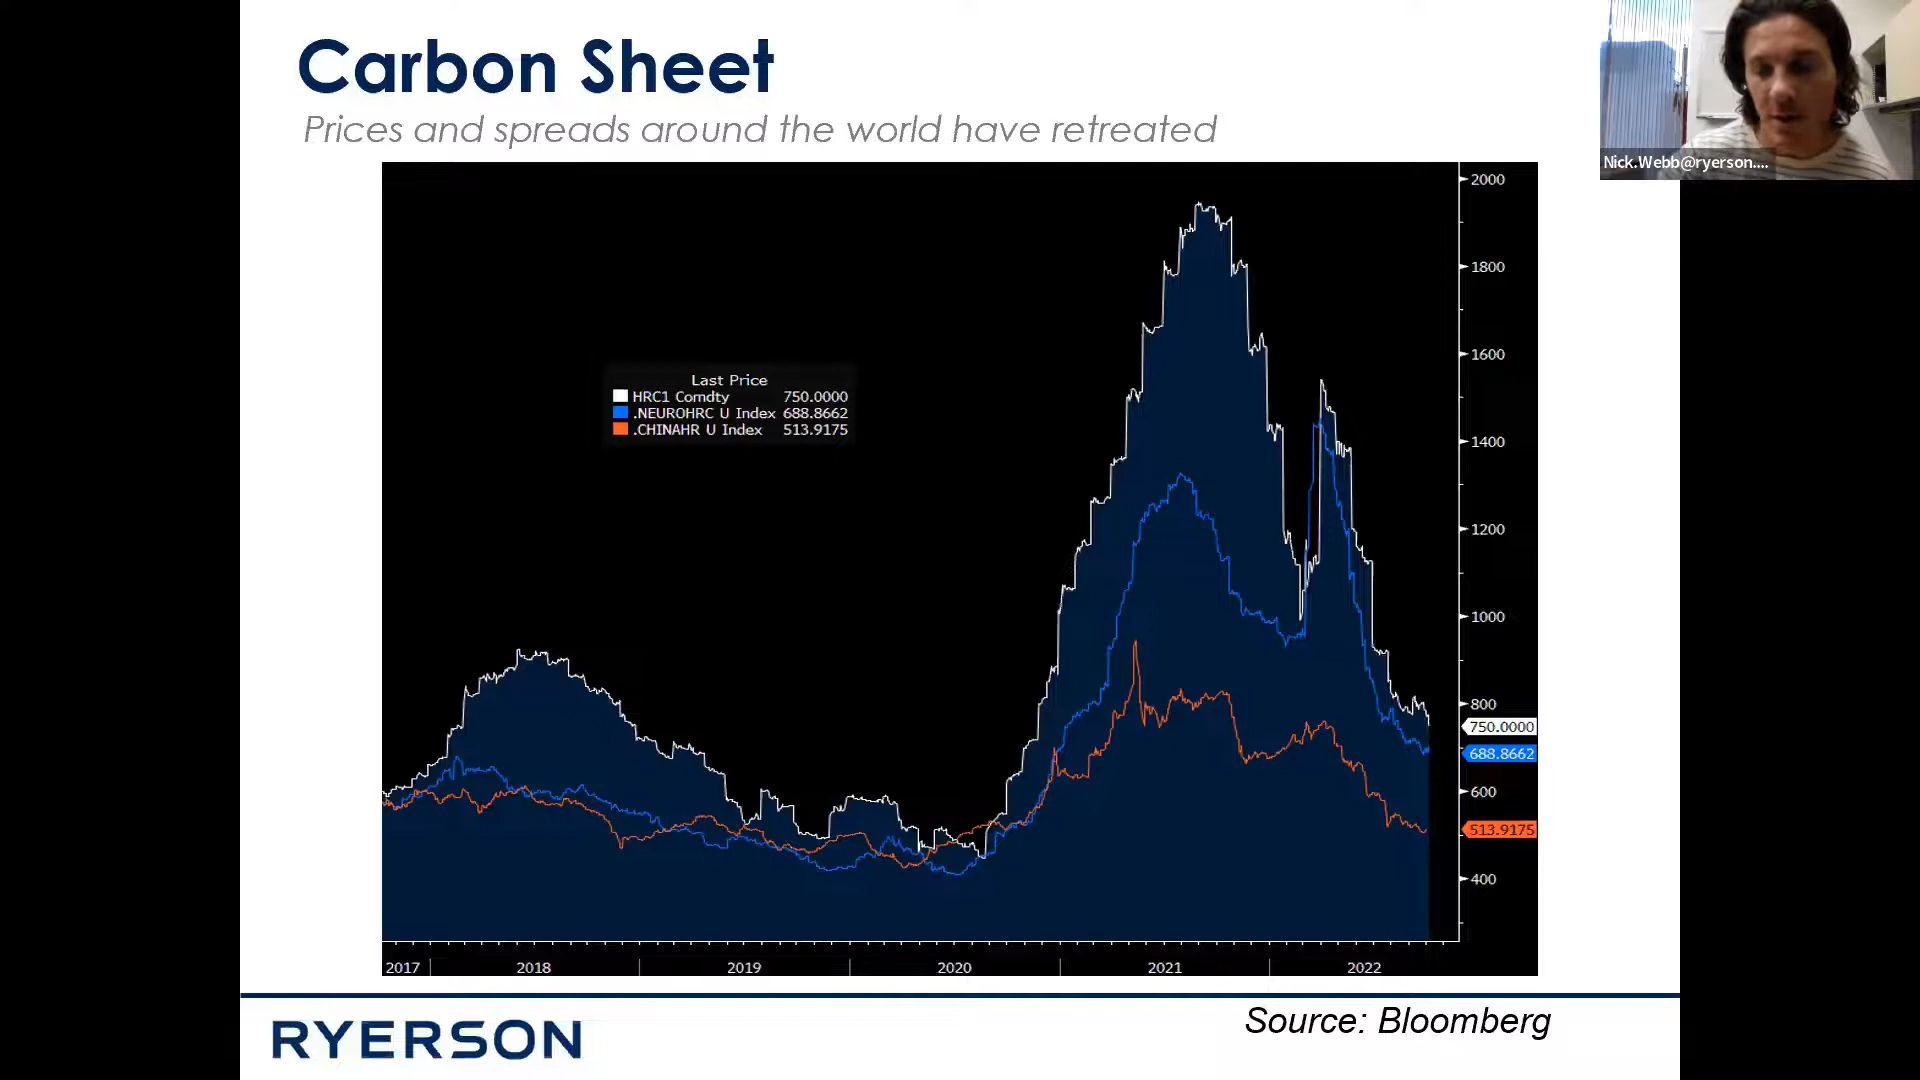 Carbon Sheet
Prices and spreads around the world have retreated
Nick.Webb@ryerson....
Last Price
HRC1 Comdty 750.0000
.NEUROHRC U Index 688.8662
.CHINAHR U Index 513.9175
2000
1800
1600
1400
1200
1000
800
750.0000
688.8662
600
513.9175
400
2017 2018 2019 2020 2021 2022
Source: Bloomberg
RYERSON